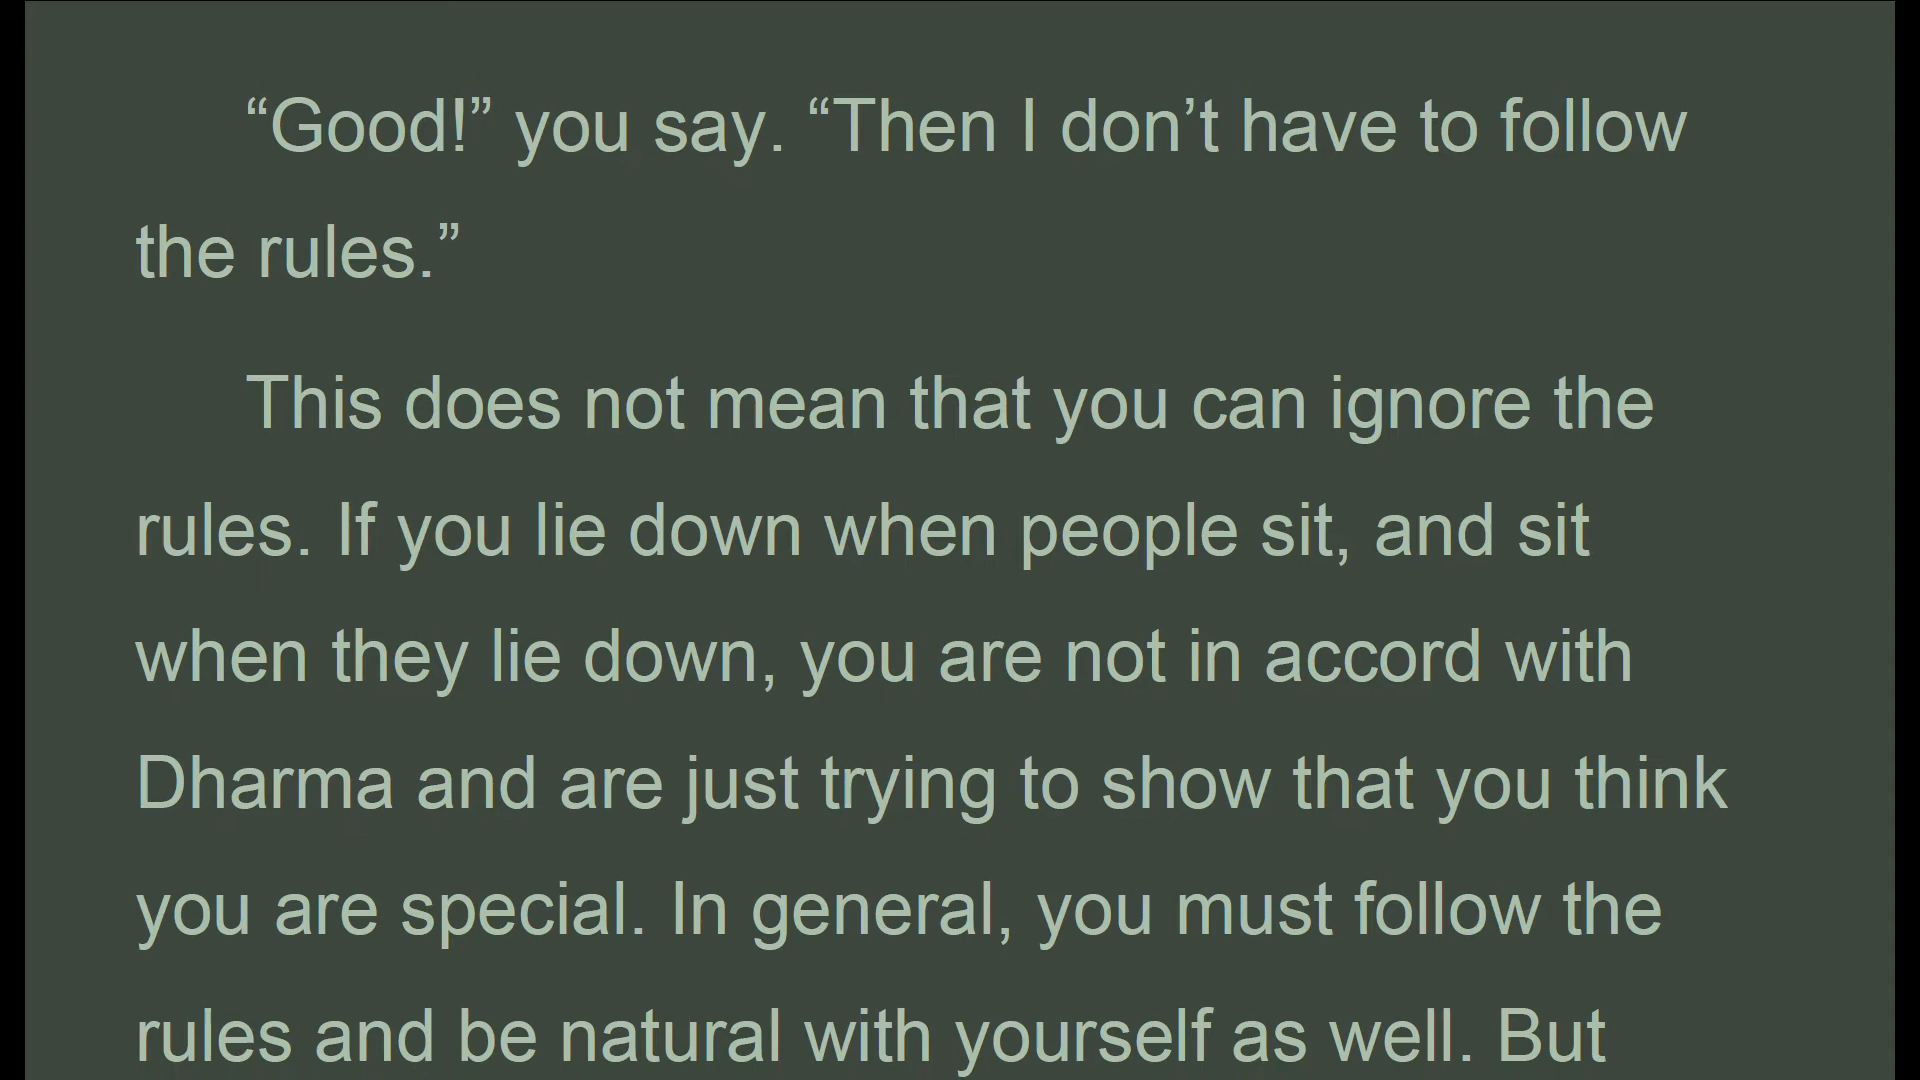 “Good!” you say. “Then I don’t have to follow
the rules.”
This does not mean that you can ignore the
rules. If you lie down when people sit, and sit
when they lie down, you are not in accord with
Dharma and are just trying to show that you think
you are special. In general, you must follow the
rules and be natural with yourself as well. But